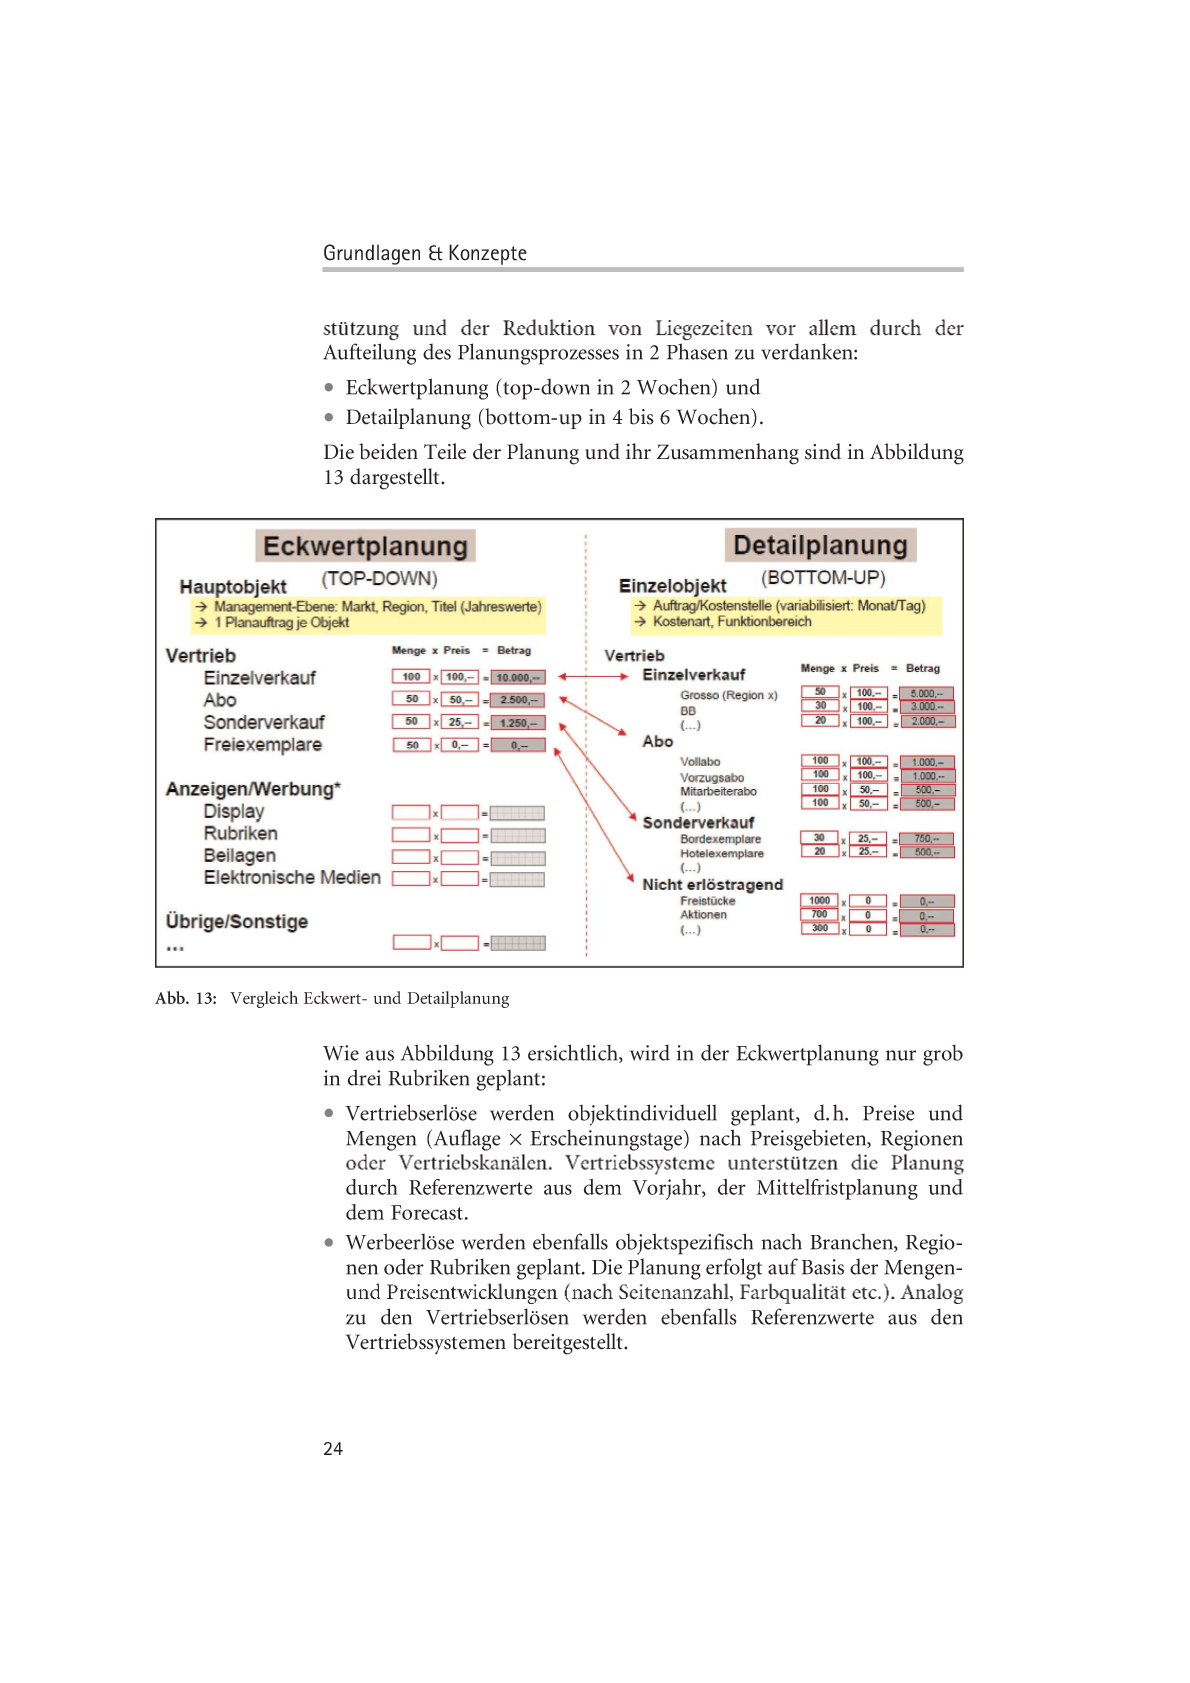 Grundlagen & Konzepte
stützung und der Reduktion von Liegezeiten vor allem durch der
Aufteilung des Planungsprozesses in 2 Phasen zu verdanken:
• Eckwertplanung (top-down in 2 Wochen) und
• Detailplanung (bottom-up in 4 bis 6 Wochen).
Die beiden Teile der Planung und ihr Zusammenhang sind in Abbildung
13 dargestellt.
Eckwertplanung
(TOP-DOWN)
Hauptobjekt
→ Management-Ebene: Markt, Region, Titel (Jahreswerte)
→ 1 Planauftrag je Objekt
Vertrieb Menge x Preis = Betrag
Einzelverkauf 100 x 100,-- = 10.000,--
Abo 50 x 50,-- = 2.500,--
Sonderverkauf 50 x 25,-- = 1.250,--
Freiexemplare 50 x 0,-- = 0,--
Anzeigen/Werbung*
Display x =
Rubriken x =
Beilagen x =
Elektronische Medien x =
Übrige/Sonstige
... x =
Detailplanung
(BOTTOM-UP)
Einzelobjekt
→ Auftrag/Kostenstelle (variabilisiert: Monat/Tag)
→ Kostenart, Funktionbereich
Vertrieb
Einzelverkauf Menge x Preis = Betrag
Grosso (Region x) 50 x 100,-- = 5.000,--
BB 30 x 100,-- = 3.000,--
(...) 20 x 100,-- = 2.000,--
Abo
Vollabo 100 x 100,-- = 1.000,--
Vorzugsabo 100 x 100,-- = 1.000,--
Mitarbeiterabo 100 x 50,-- = 500,--
(...) 100 x 50,-- = 500,--
Sonderverkauf
Bordexemplare 30 x 25,-- = 750,--
Hotelexemplare 20 x 25,-- = 500,--
(...)
Nicht erlöstragend
Freistücke 1000 x 0 = 0,--
Aktionen 700 x 0 = 0,--
(...) 300 x 0 = 0,--
Abb. 13: Vergleich Eckwert- und Detailplanung
Wie aus Abbildung 13 ersichtlich, wird in der Eckwertplanung nur grob
in drei Rubriken geplant:
• Vertriebserlöse werden objektindividuell geplant, d.h. Preise und
Mengen (Auflage × Erscheinungstage) nach Preisgebieten, Regionen
oder Vertriebskanälen. Vertriebssysteme unterstützen die Planung
durch Referenzwerte aus dem Vorjahr, der Mittelfristplanung und
dem Forecast.
• Werbeerlöse werden ebenfalls objektspezifisch nach Branchen, Regio-
nen oder Rubriken geplant. Die Planung erfolgt auf Basis der Mengen-
und Preisentwicklungen (nach Seitenanzahl, Farbqualität etc.). Analog
zu den Vertriebserlösen werden ebenfalls Referenzwerte aus den
Vertriebssystemen bereitgestellt.
24